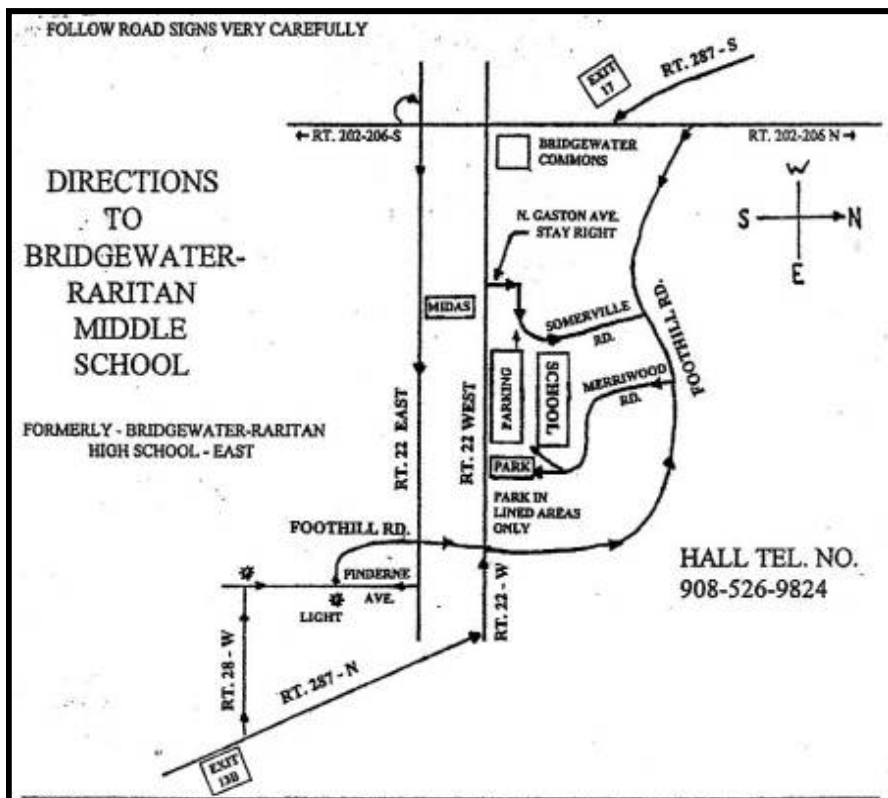 FOLLOW ROAD SIGNS VERY CAREFULLY
EXIT
17
RT. 287 - S
← RT. 202-206-S
RT. 202-206 N →
BRIDGEWATER
COMMONS
W
S
N
E
DIRECTIONS
TO
BRIDGEWATER-
RARITAN
MIDDLE
SCHOOL
N. GASTON AVE.
STAY RIGHT
MIDAS
SOMERVILLE
RD.
FOOTHILL RD.
PARKING
SCHOOL
MERRIWOOD
RD.
RT. 22 EAST
RT. 22 WEST
FORMERLY - BRIDGEWATER-RARITAN
HIGH SCHOOL - EAST
PARK
PARK IN
LINED AREAS
ONLY
FOOTHILL RD.
HALL TEL. NO.
908-526-9824
FINDERNE
AVE.
LIGHT
RT. 28 - W
RT. 22 - W
RT. 287 - N
EXIT
13B